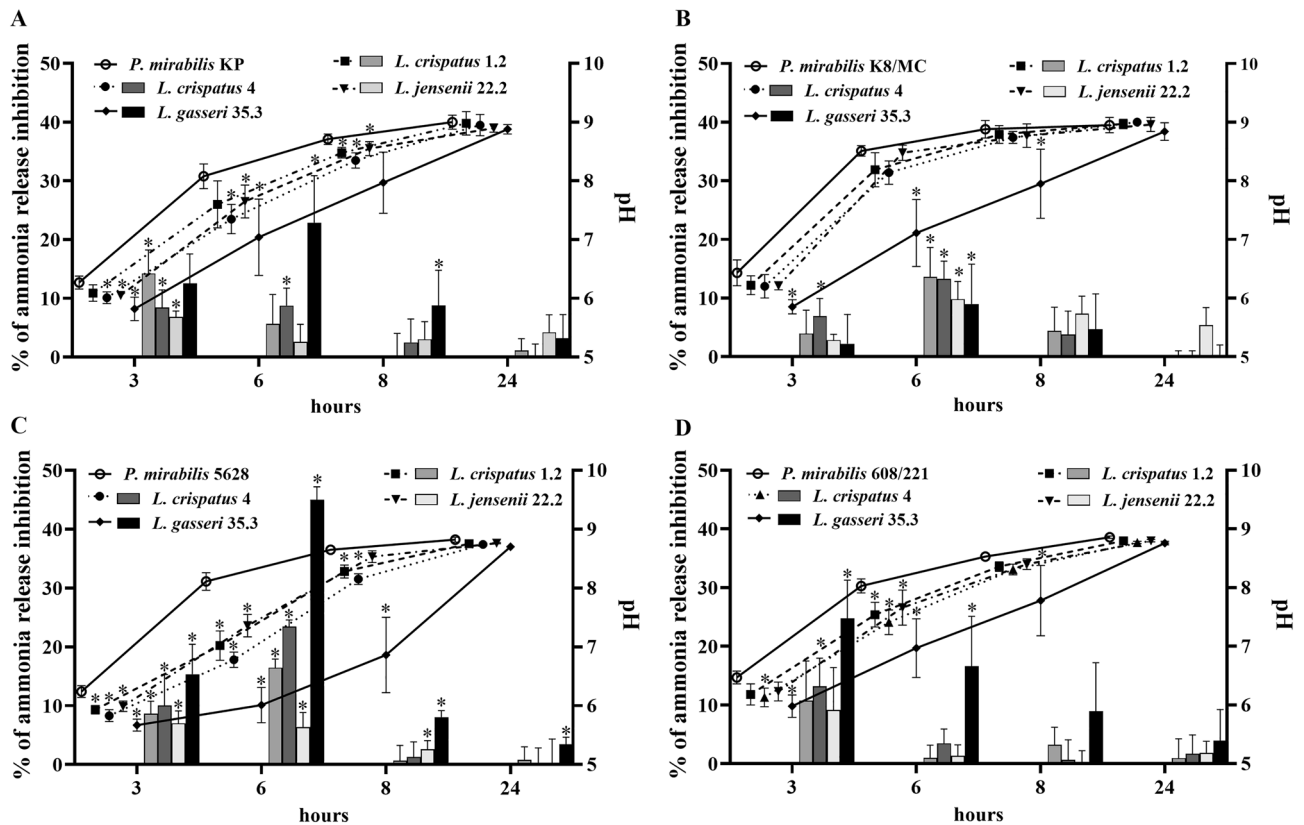 A
% of ammonia release inhibition
50
40
30
20
10
0
P. mirabilis KP
L. crispatus 4
L. gasseri 35.3
L. crispatus 1.2
L. jensenii 22.2
* * * * * * * * * * * * * * * *
10
9
8
7
6
5
pH
3 6 8 24
hours
B
% of ammonia release inhibition
50
40
30
20
10
0
P. mirabilis K8/MC
L. crispatus 4
L. gasseri 35.3
L. crispatus 1.2
L. jensenii 22.2
* * * * * * * *
10
9
8
7
6
5
pH
3 6 8 24
hours
C
% of ammonia release inhibition
50
40
30
20
10
0
P. mirabilis 5628
L. crispatus 4
L. gasseri 35.3
L. crispatus 1.2
L. jensenii 22.2
* * * * * * * * * * * * * * * * * * * * * *
10
9
8
7
6
5
pH
3 6 8 24
hours
D
% of ammonia release inhibition
50
40
30
20
10
0
P. mirabilis 608/221
L. crispatus 4
L. gasseri 35.3
L. crispatus 1.2
L. jensenii 22.2
* * * * * * * * * * *
10
9
8
7
6
5
pH
3 6 8 24
hours